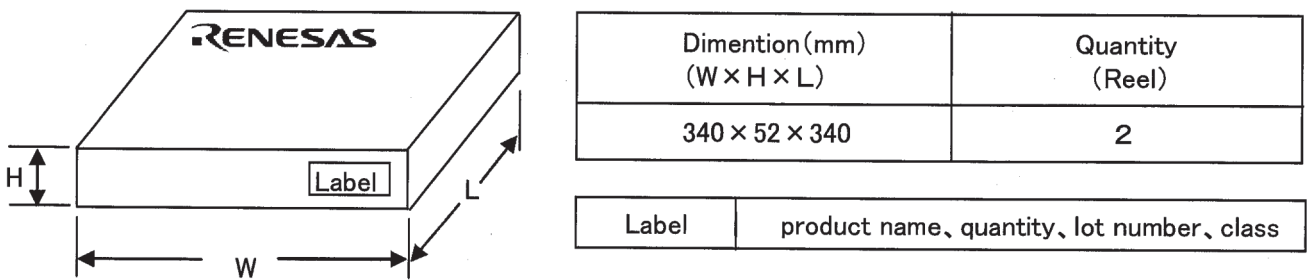 RENESAS
H
Label
L
W
Dimention(mm)
(W×H×L)
Quantity
(Reel)
340×52×340
2
Label
product name、quantity、lot number、class